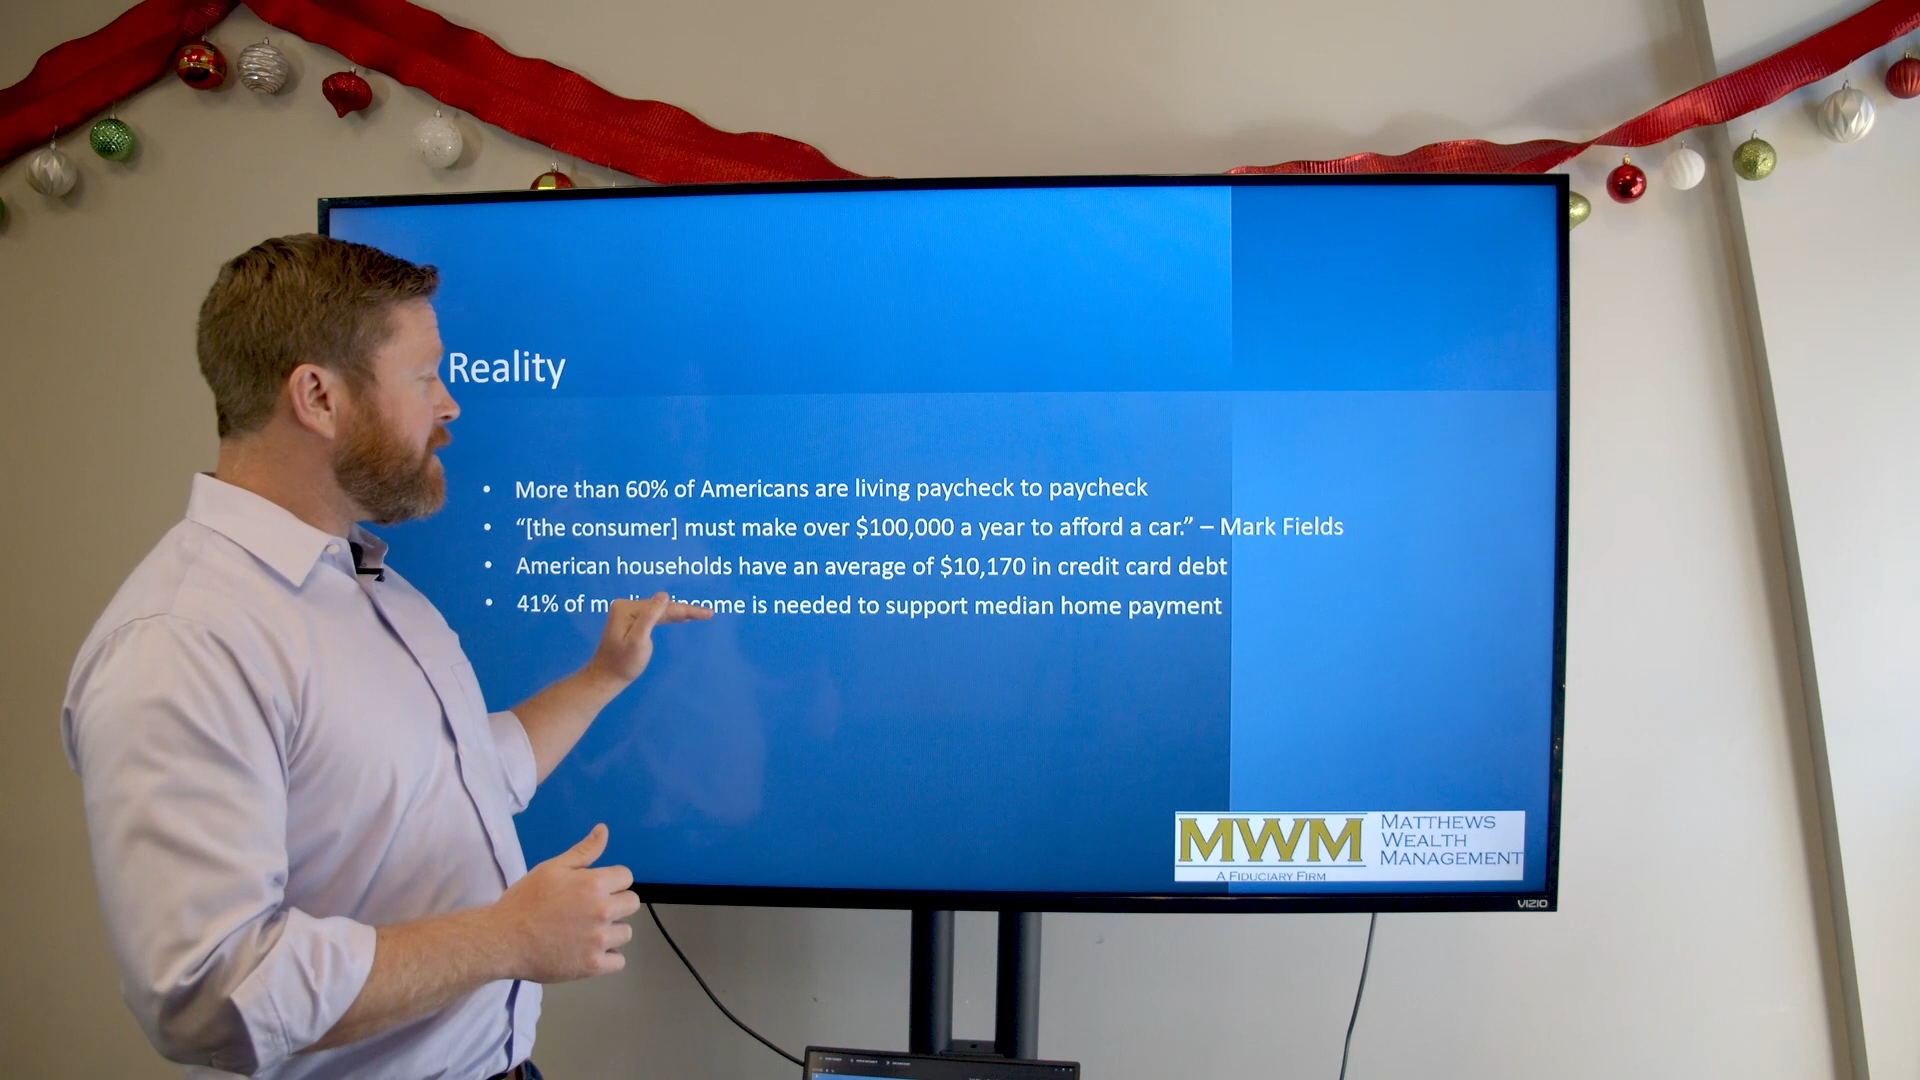 Reality
• More than 60% of Americans are living paycheck to paycheck
• “[the consumer] must make over $100,000 a year to afford a car.” – Mark Fields
• American households have an average of $10,170 in credit card debt
• 41% of median income is needed to support median home payment
MWM
A FIDUCIARY FIRM
MATTHEWS
WEALTH
MANAGEMENT
VIZIO